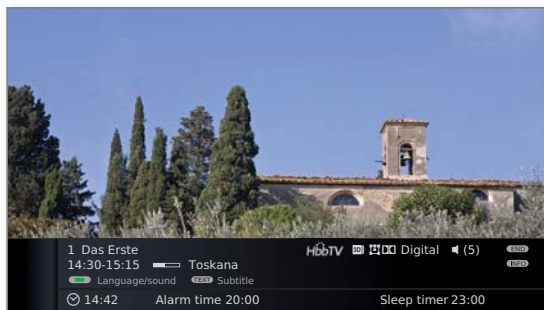 1 Das Erste HbbTV 3D Digital (5) END
14:30-15:15 Toskana INFO
Language/sound TEXT Subtitle
14:42 Alarm time 20:00 Sleep timer 23:00